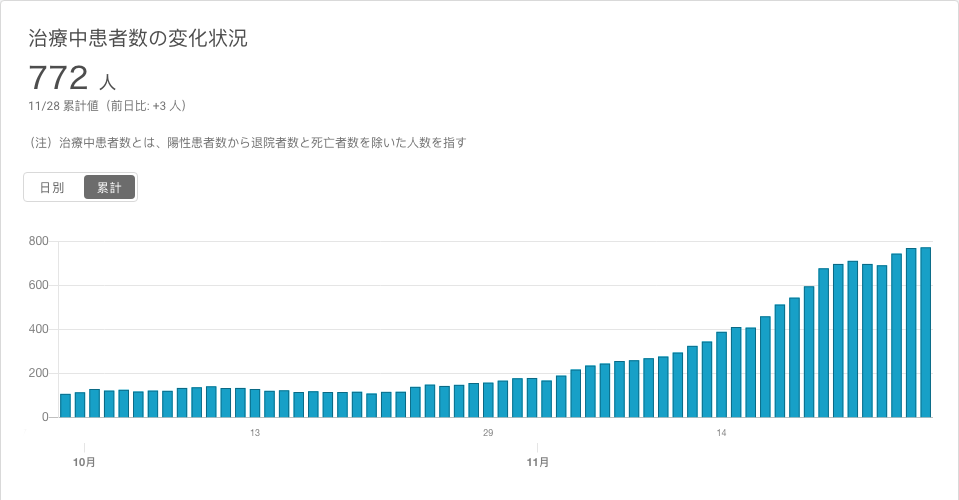 治療中患者数の変化状況
772 人
11/28 累計値（前日比: +3 人）
（注）治療中患者数とは、陽性患者数から退院者数と死亡者数を除いた人数を指す
日別 累計
800
600
400
200
0
13 29 14
10月 11月